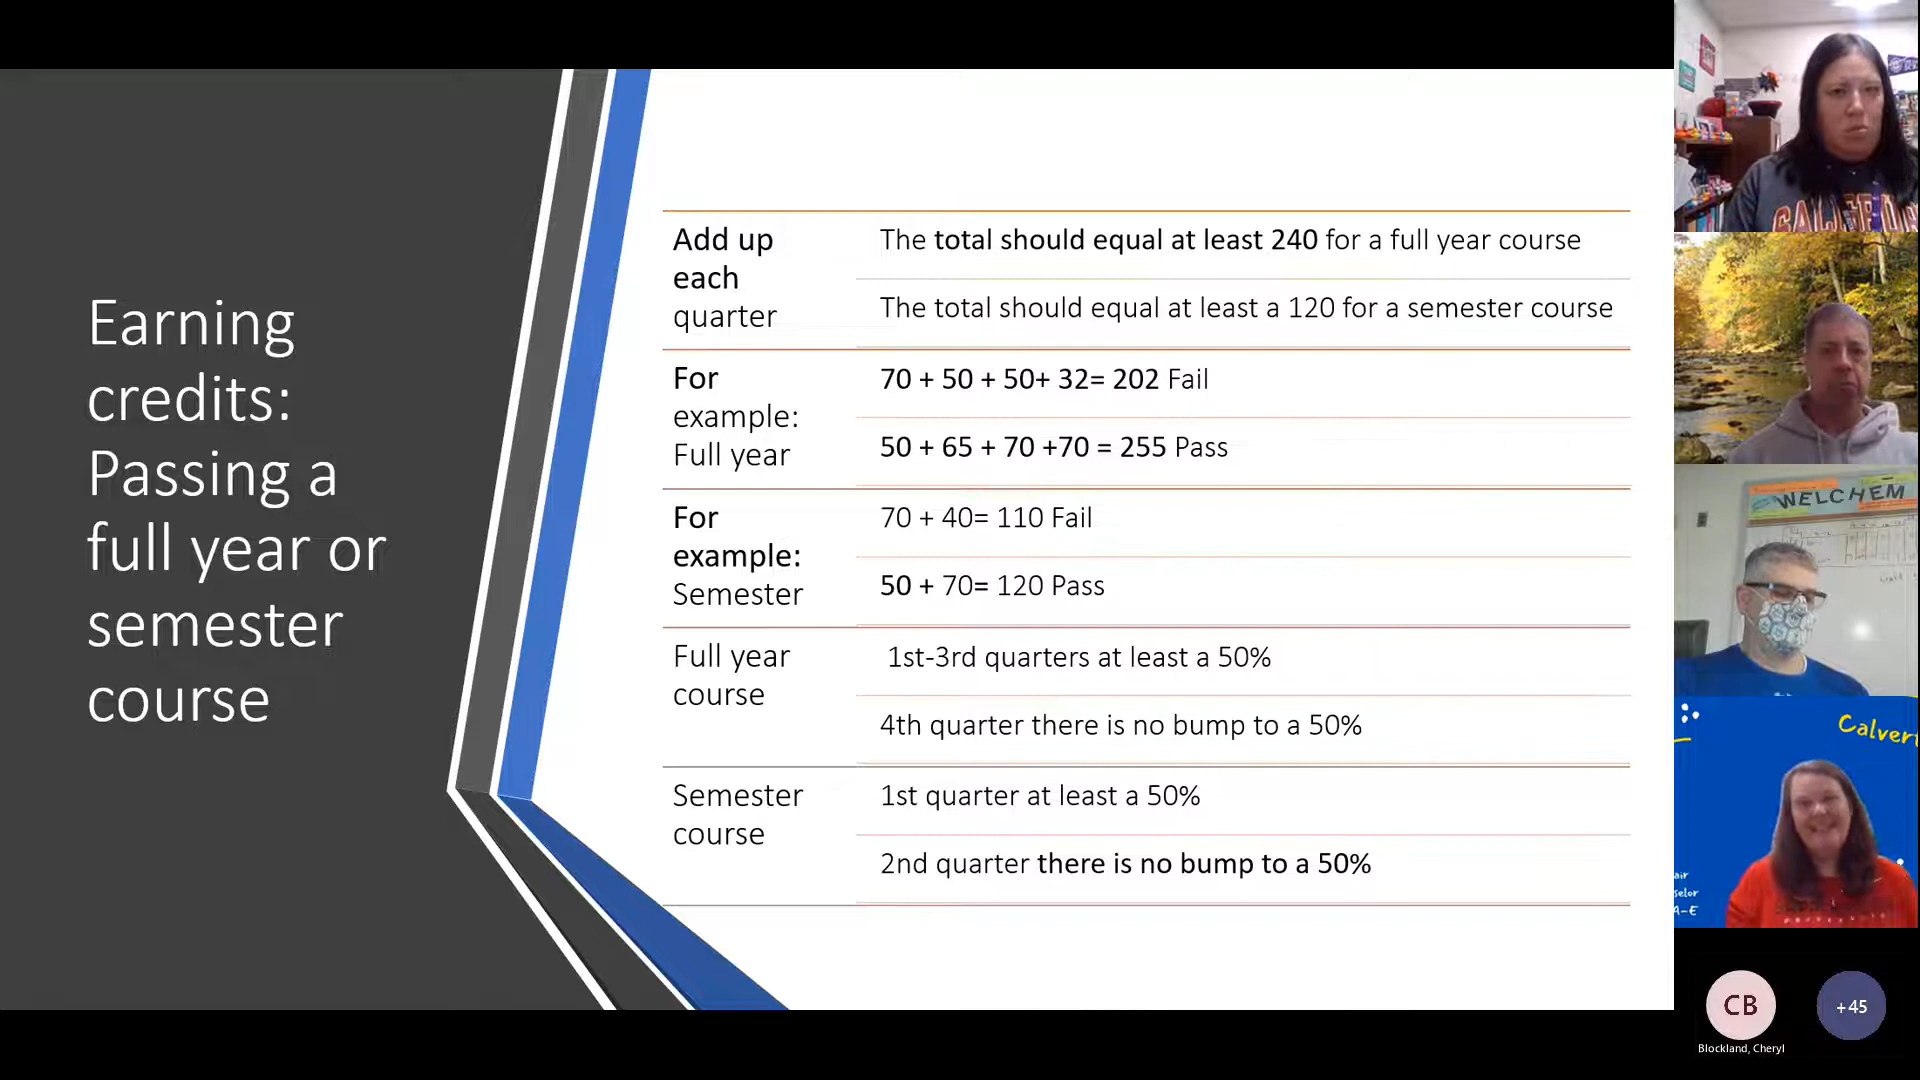 Earning
credits:
Passing a
full year or
semester
course
Add up
each
quarter
The total should equal at least 240 for a full year course
The total should equal at least a 120 for a semester course
For
example:
Full year
70 + 50 + 50+ 32= 202 Fail
50 + 65 + 70 +70 = 255 Pass
For
example:
Semester
70 + 40= 110 Fail
50 + 70= 120 Pass
Full year
course
1st-3rd quarters at least a 50%
4th quarter there is no bump to a 50%
Semester
course
1st quarter at least a 50%
2nd quarter there is no bump to a 50%
WELCHEM
Calvert
A-E
CB
+45
Blockland, Cheryl